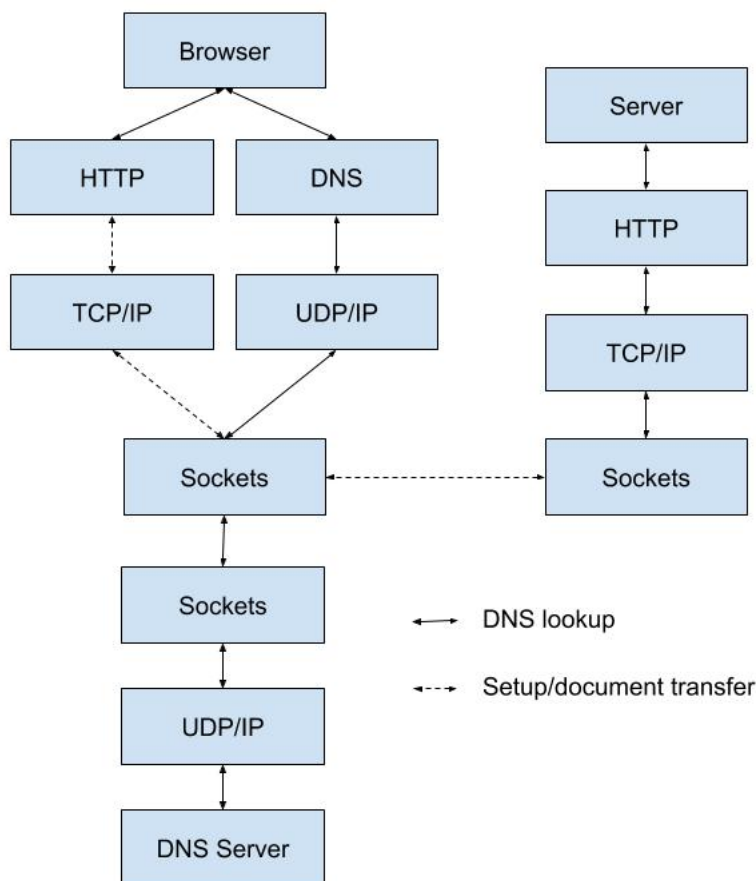 Browser
Server
HTTP
DNS
HTTP
TCP/IP
UDP/IP
TCP/IP
Sockets
Sockets
Sockets
DNS lookup
Setup/document transfer
UDP/IP
DNS Server